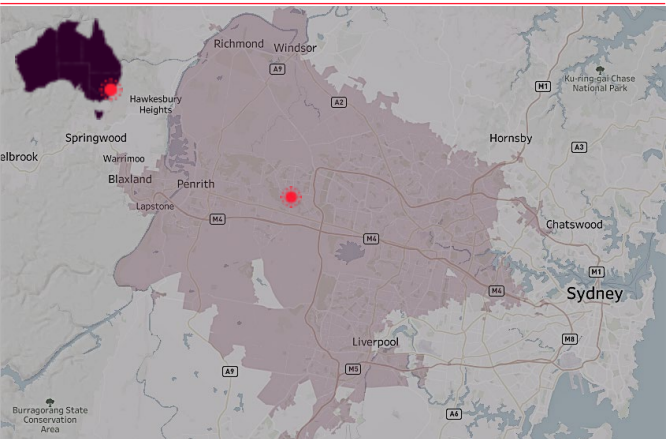 Richmond
Windsor
A9
M1
Ku-ring-gai Chase
National Park
Hawkesbury
Heights
A2
Springwood
Hornsby
A3
elbrook
Warrimoo
Blaxland
Penrith
Lapstone
M4
M4
Chatswood
M1
M4
Sydney
Liverpool
M8
A9
M5
Burragorang State
Conservation
Area
A6